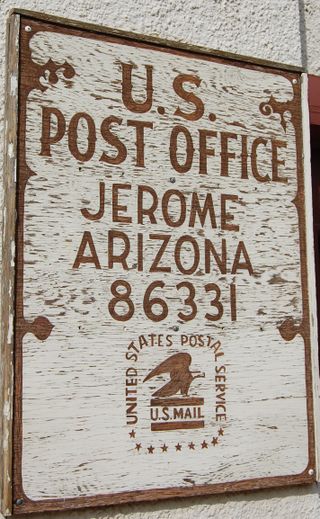 U.S.
POST OFFICE
JEROME
ARIZONA
86331
UNITED STATES POSTAL SERVICE
U.S. MAIL